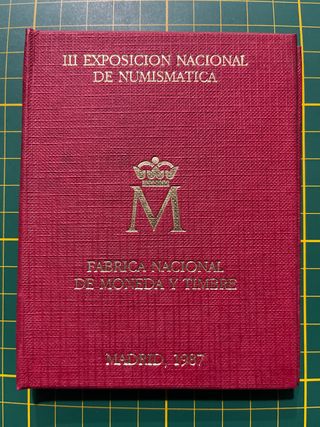 III EXPOSICION NACIONAL
DE NUMISMATICA
M
FABRICA NACIONAL
DE MONEDA Y TIMBRE
MADRID, 1987